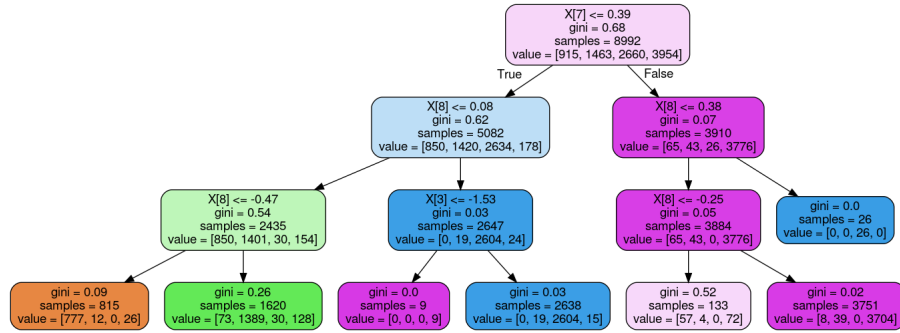 X[7] <= 0.39
gini = 0.68
samples = 8992
value = [915, 1463, 2660, 3954]
True
False
X[8] <= 0.08
gini = 0.62
samples = 5082
value = [850, 1420, 2634, 178]
X[8] <= 0.38
gini = 0.07
samples = 3910
value = [65, 43, 26, 3776]
X[8] <= -0.47
gini = 0.54
samples = 2435
value = [850, 1401, 30, 154]
X[3] <= -1.53
gini = 0.03
samples = 2647
value = [0, 19, 2604, 24]
X[8] <= -0.25
gini = 0.05
samples = 3884
value = [65, 43, 0, 3776]
gini = 0.0
samples = 26
value = [0, 0, 26, 0]
gini = 0.09
samples = 815
value = [777, 12, 0, 26]
gini = 0.26
samples = 1620
value = [73, 1389, 30, 128]
gini = 0.0
samples = 9
value = [0, 0, 0, 9]
gini = 0.03
samples = 2638
value = [0, 19, 2604, 15]
gini = 0.52
samples = 133
value = [57, 4, 0, 72]
gini = 0.02
samples = 3751
value = [8, 39, 0, 3704]